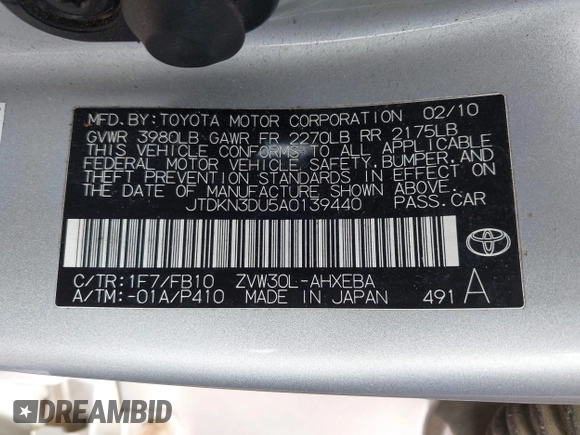 MFD. BY: TOYOTA MOTOR CORPORATION 02/10
GVWR 3980LB GAWR FR 2270LB RR 2175LB
THIS VEHICLE CONFORMS TO ALL APPLICABLE
FEDERAL MOTOR VEHICLE SAFETY, BUMPER, AND
THEFT PREVENTION STANDARDS IN EFFECT ON
THE DATE OF MANUFACTURE SHOWN ABOVE.
JTDKN3DU5A0139440 PASS. CAR
TOYOTA
C/TR: 1F7/FB10 ZVW30L-AHXEBA
A/TM: -01A/P410 MADE IN JAPAN 491 A
DREAMBID